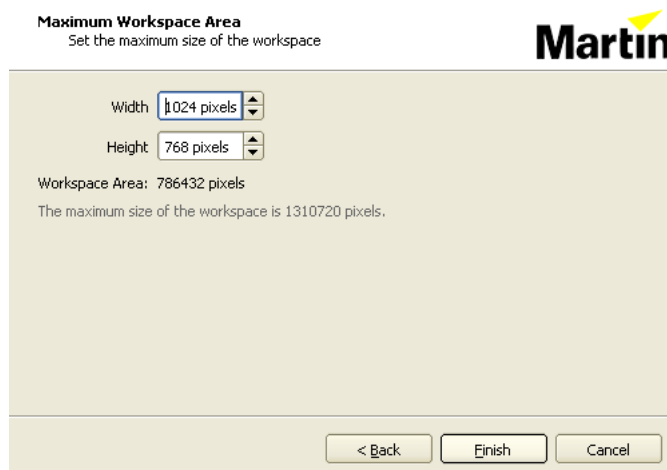 Maximum Workspace Area
Set the maximum size of the workspace
Martin
Width 1024 pixels
Height 768 pixels
Workspace Area: 786432 pixels
The maximum size of the workspace is 1310720 pixels.
< Back Finish Cancel